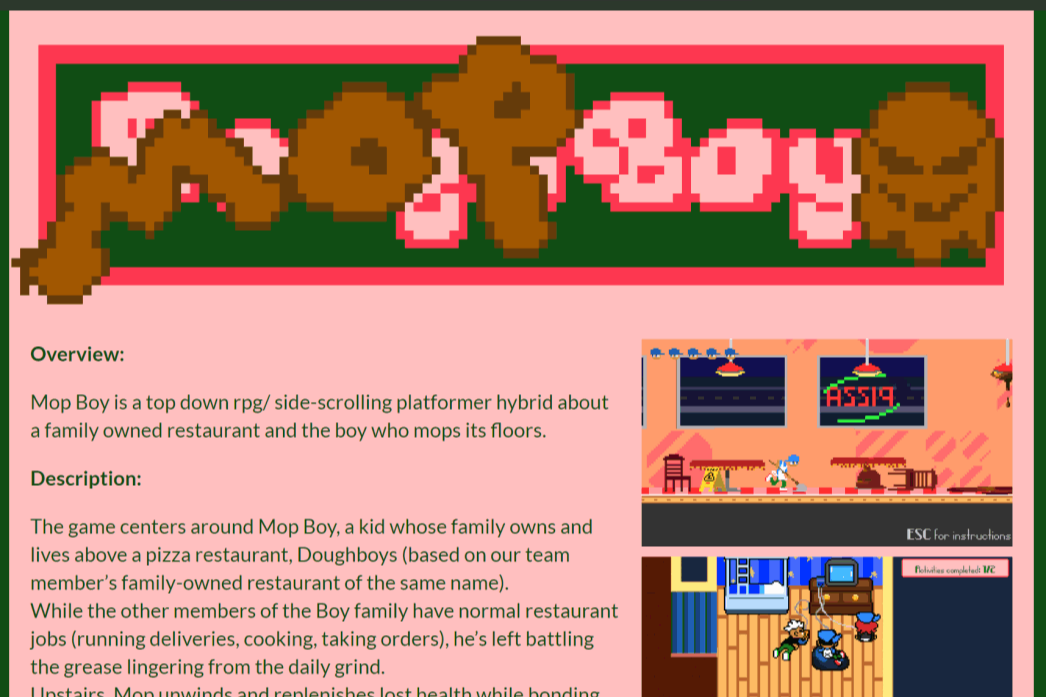 Mop Boy
Overview:
Mop Boy is a top down rpg/ side-scrolling platformer hybrid about
a family owned restaurant and the boy who mops its floors.
ESC for instructions
Description:
The game centers around Mop Boy, a kid whose family owns and
lives above a pizza restaurant, Doughboys (based on our team
member's family-owned restaurant of the same name).
While the other members of the Boy family have normal restaurant
jobs (running deliveries, cooking, taking orders), he's left battling
the grease lingering from the daily grind.
Upstairs, Mop unwinds and replenishes lost health while bonding
Activities completed: 1/2